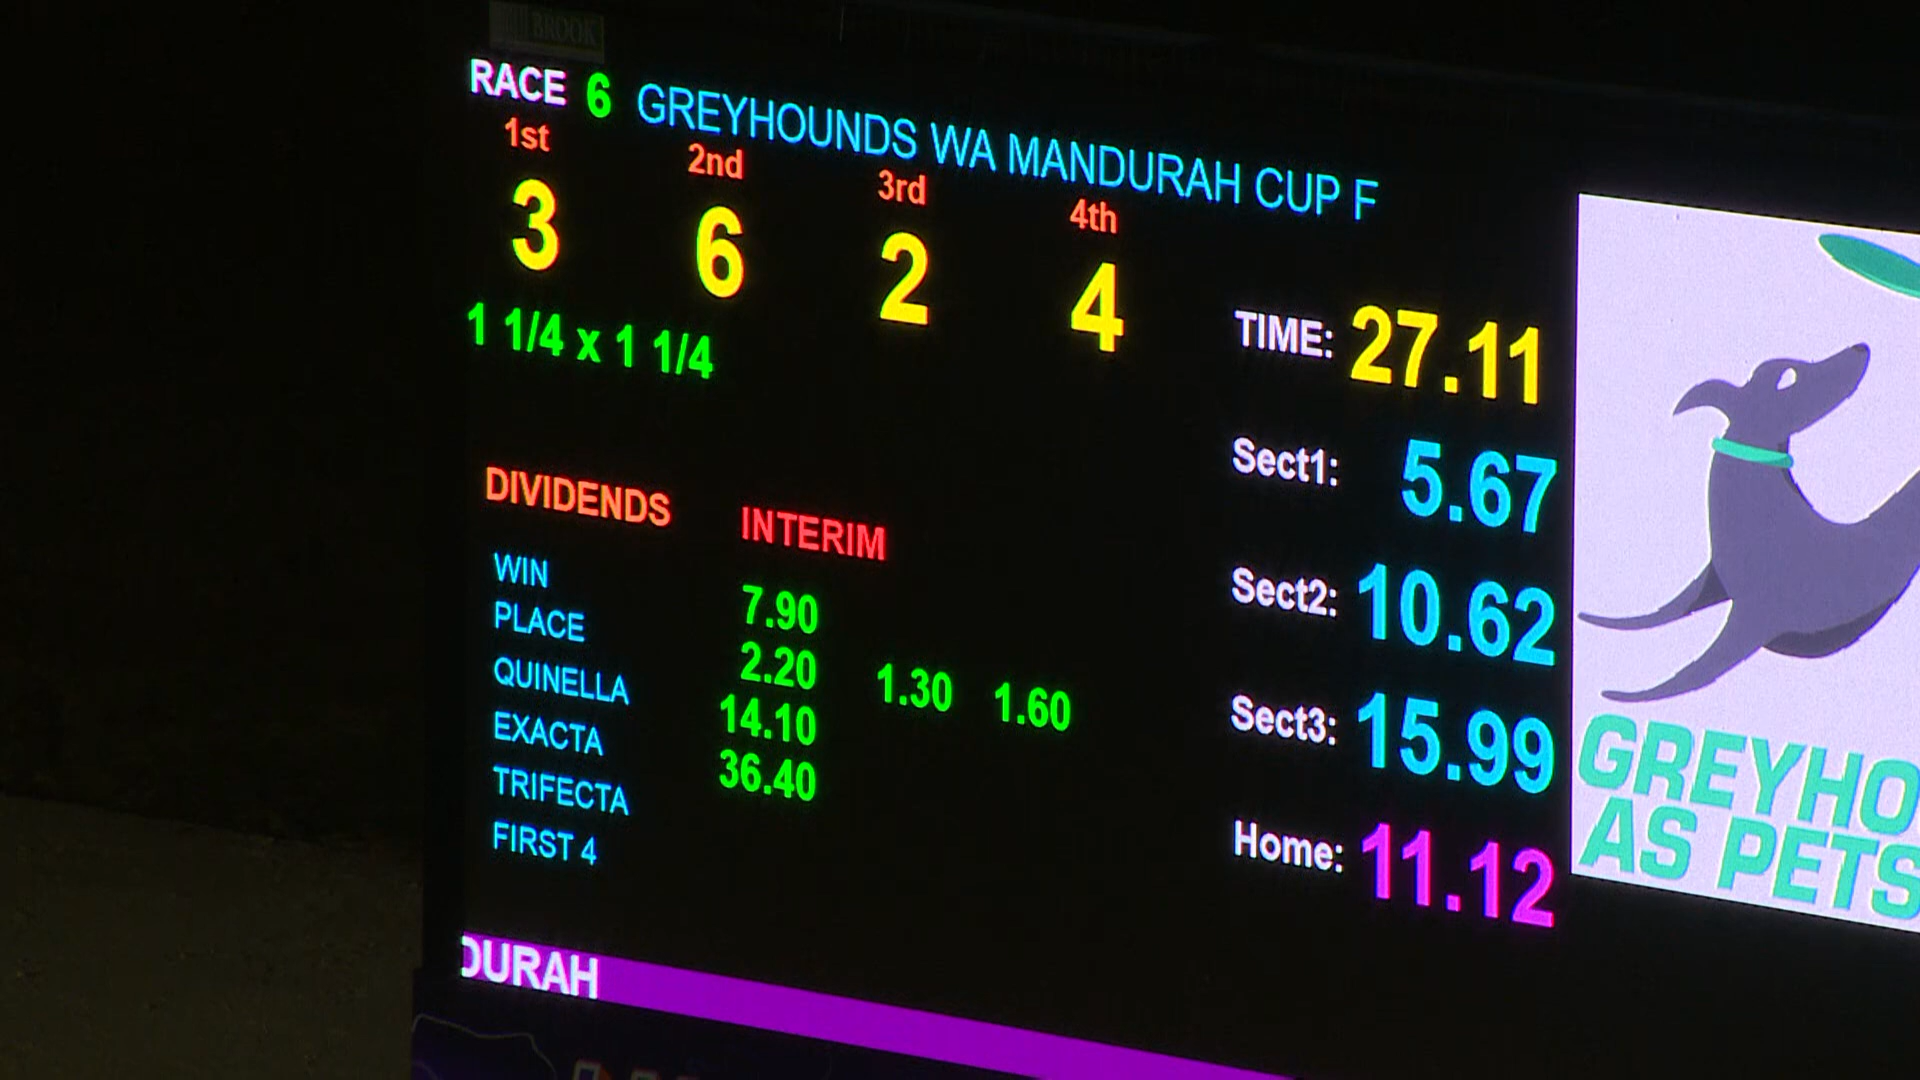 BROOK
RACE 6 GREYHOUNDS WA MANDURAH CUP F
1st 2nd 3rd 4th
3 6 2 4
1 1/4 x 1 1/4
TIME: 27.11
Sect1: 5.67
Sect2: 10.62
Sect3: 15.99
Home: 11.12
DIVIDENDS INTERIM
WIN 7.90
PLACE 2.20 1.30 1.60
QUINELLA 14.10
EXACTA 36.40
TRIFECTA
FIRST 4
GREYHO
AS PETS
DURAH